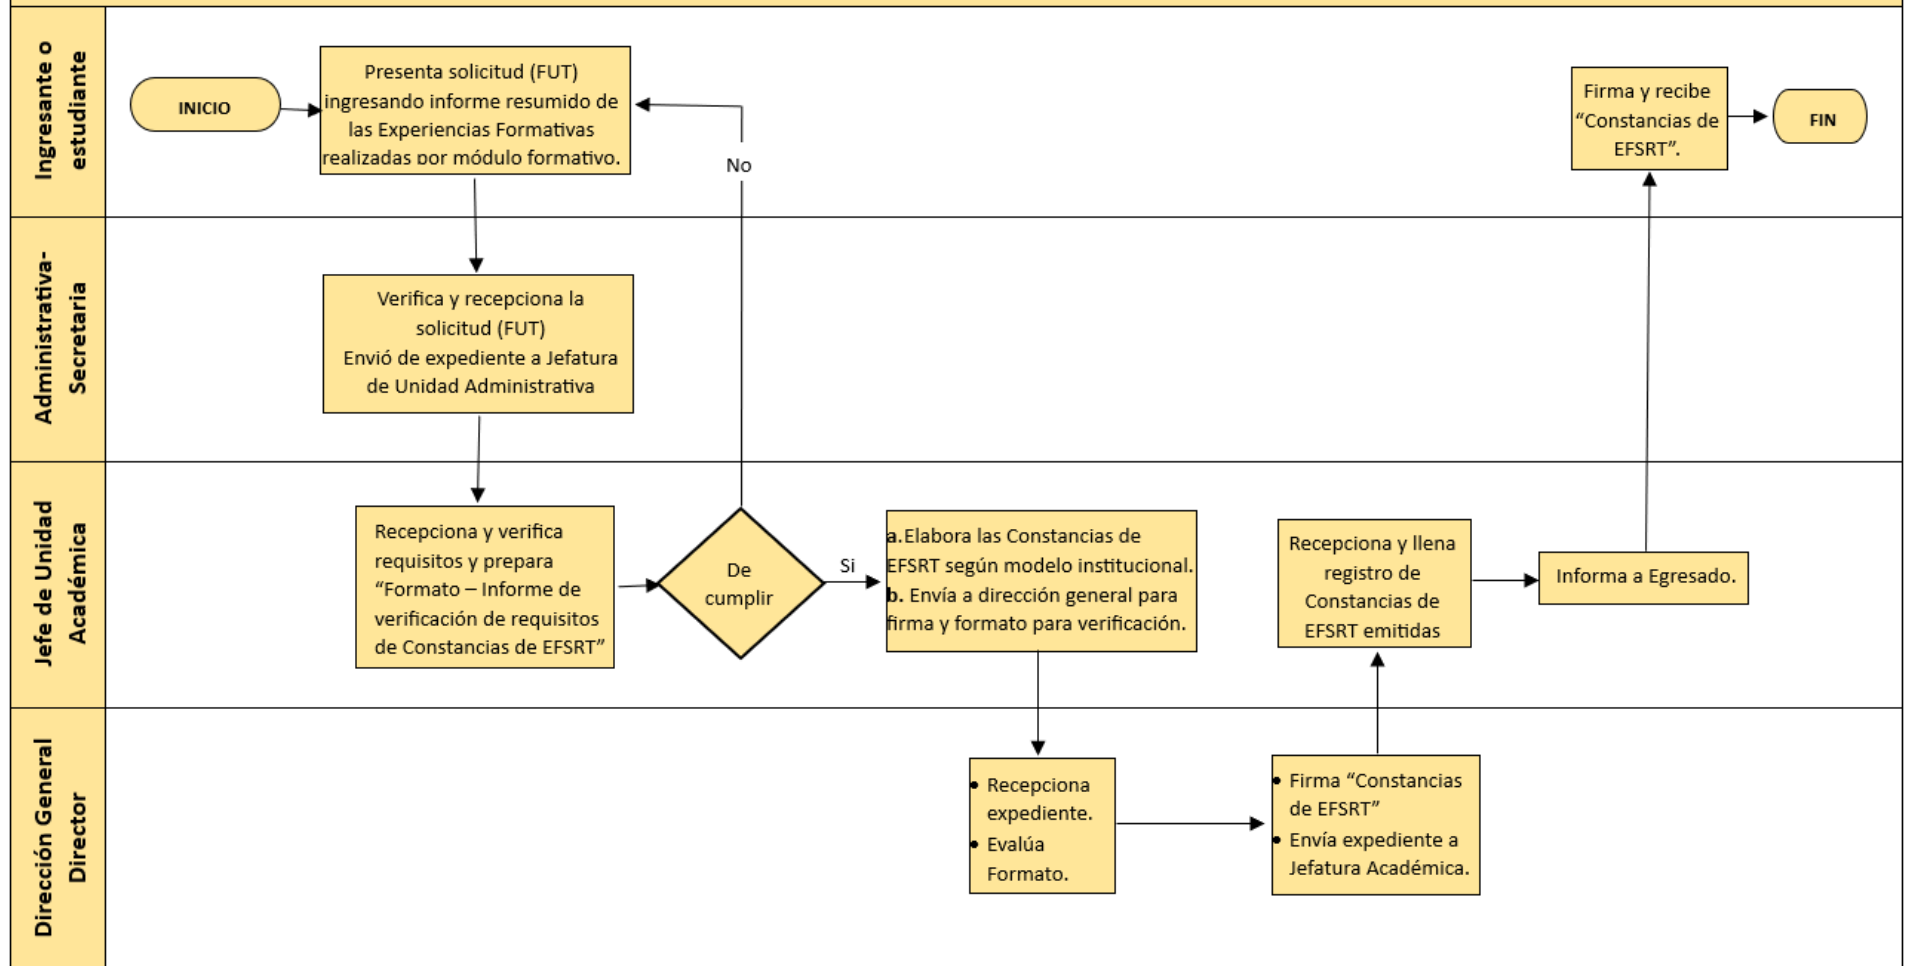 Ingresante o
estudiante
INICIO
Presenta solicitud (FUT)
ingresando informe resumido de
las Experiencias Formativas
realizadas por módulo formativo.
No
Firma y recibe
“Constancias de
EFSRT”.
FIN
Administrativa-
Secretaria
Verifica y recepciona la
solicitud (FUT)
Envió de expediente a Jefatura
de Unidad Administrativa
Jefe de Unidad
Académica
Recepciona y verifica
requisitos y prepara
“Formato – Informe de
verificación de requisitos
de Constancias de EFSRT”
De
cumplir
Si
a.Elabora las Constancias de
EFSRT según modelo institucional.
b. Envía a dirección general para
firma y formato para verificación.
Recepciona y llena
registro de
Constancias de
EFSRT emitidas
Informa a Egresado.
Dirección General
Director
• Recepciona
expediente.
• Evalúa
Formato.
• Firma “Constancias
de EFSRT”
• Envía expediente a
Jefatura Académica.